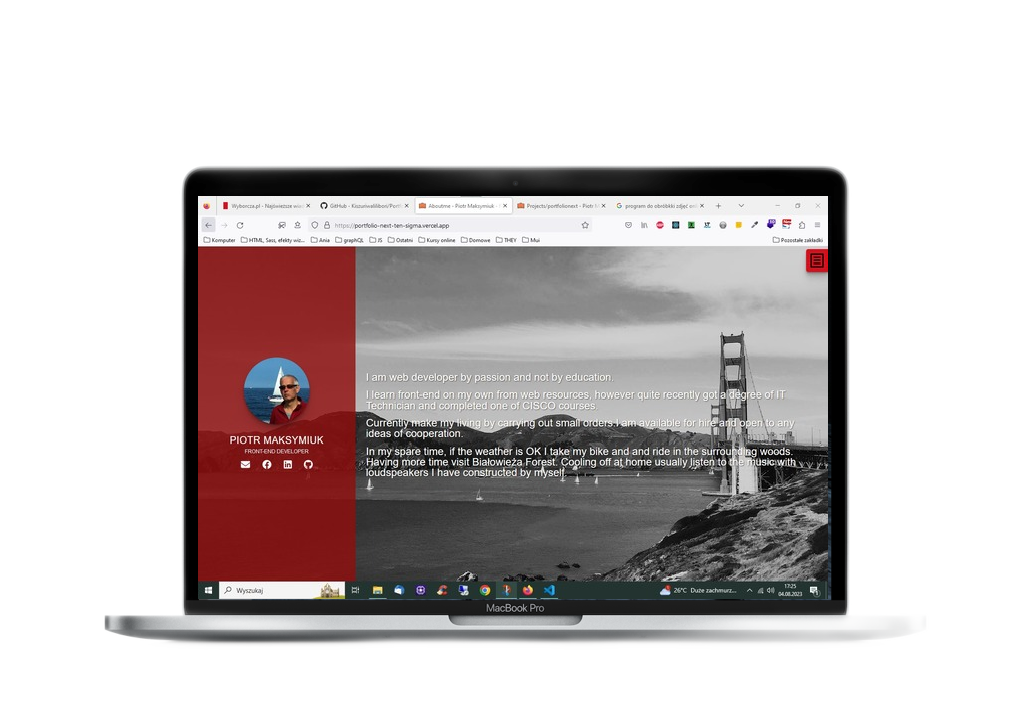 Wyborcza.pl - Najświeższe wia
GitHub - Kiszuriwalilibori/Portf
Aboutme - Piotr Maksymiuk -
Projects/portfolionext - Piotr M
program do obróbki zdjęć wi
https://portfolio-next-ten-sigma.vercel.app
Komputer
HTML, Sass, efekty wiz...
Ania
graphQL
JS
Ostatni
Kursy online
Domowe
THEY
Mui
Pozostałe zakładki
I am web developer by passion and not by education.
I learn front-end on my own from web resources, however quite recently got a degree of IT
Technician and completed one of CISCO courses.
Currently make my living by carrying out small orders I am available for hire and open to any
ideas of cooperation.
In my spare time, if the weather is OK I take my bike and and ride in the surrounding woods.
Having more time visit Białowieża Forest. Cooling off at home usually listen to the music with
loudspeakers I have constructed by myself.
PIOTR MAKSYMIUK
FRONT-END DEVELOPER
Wyszukaj
26°C Duże zachmurz...
17:25
04.08.2023
MacBook Pro